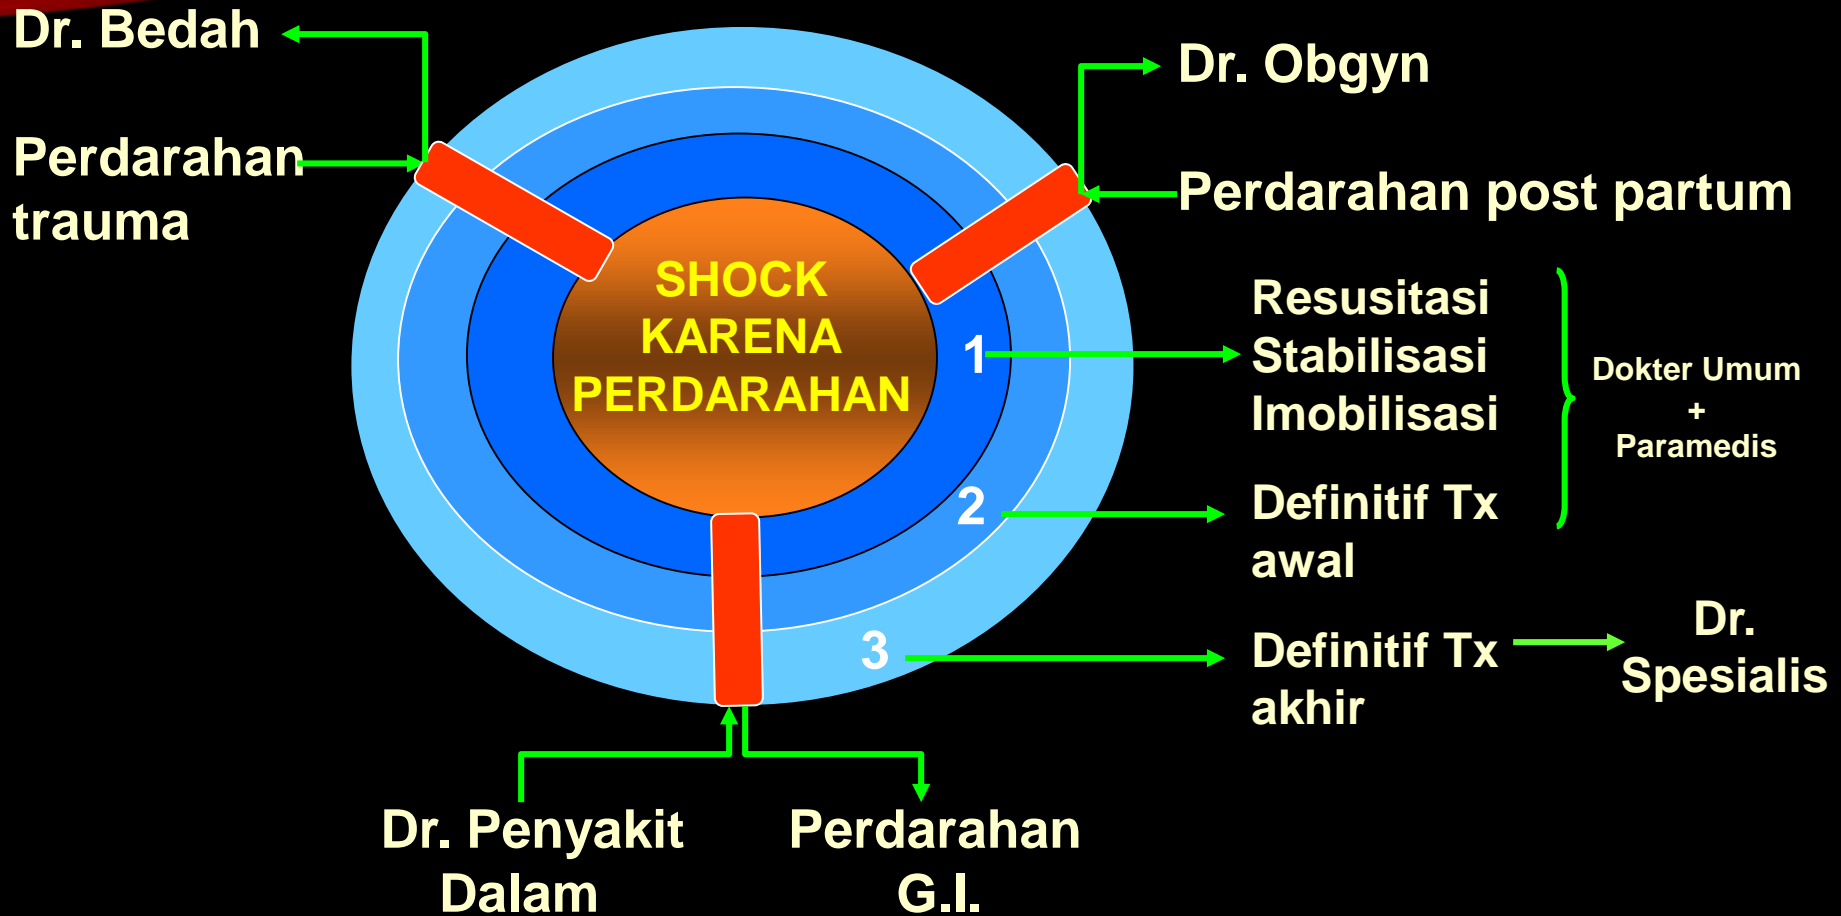 Dr. Bedah
Perdarahan
trauma
Dr. Obgyn
Perdarahan post partum
SHOCK
KARENA
PERDARAHAN
1
2
3
Resusitasi
Stabilisasi
Imobilisasi
Dokter Umum
+
Paramedis
Definitif Tx
awal
Definitif Tx
akhir
Dr.
Spesialis
Dr. Penyakit
Dalam
Perdarahan
G.I.